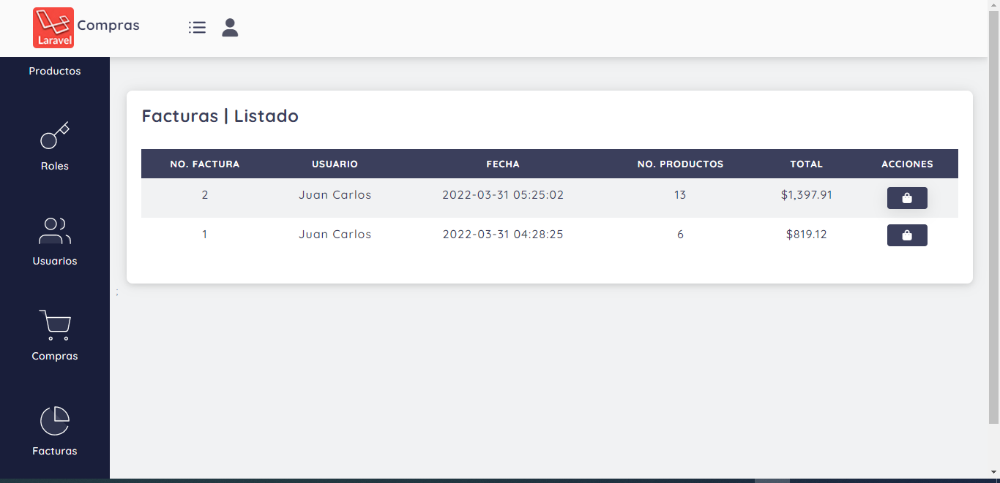 Laravel Compras
Productos
Roles
Usuarios
Compras
Facturas
Facturas | Listado
NO. FACTURA USUARIO FECHA NO. PRODUCTOS TOTAL ACCIONES
2 Juan Carlos 2022-03-31 05:25:02 13 $1,397.91
1 Juan Carlos 2022-03-31 04:28:25 6 $819.12
;